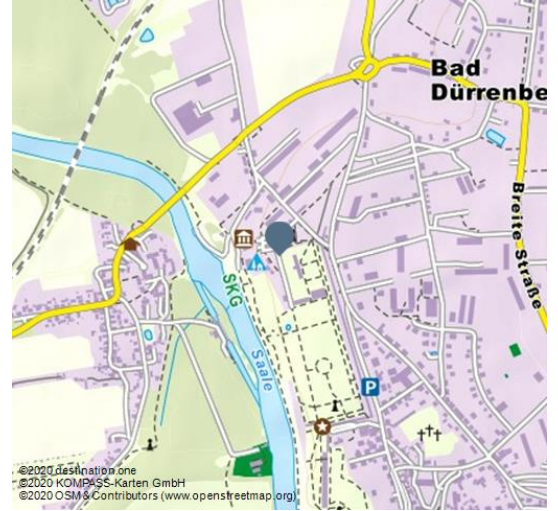 Bad
Dürrenbe
Breite Straße
SKG
Saale
P
©2020 destination.one
©2020 KOMPASS-Karten GmbH
©2020 OSM & Contributors (www.openstreetmap.org)